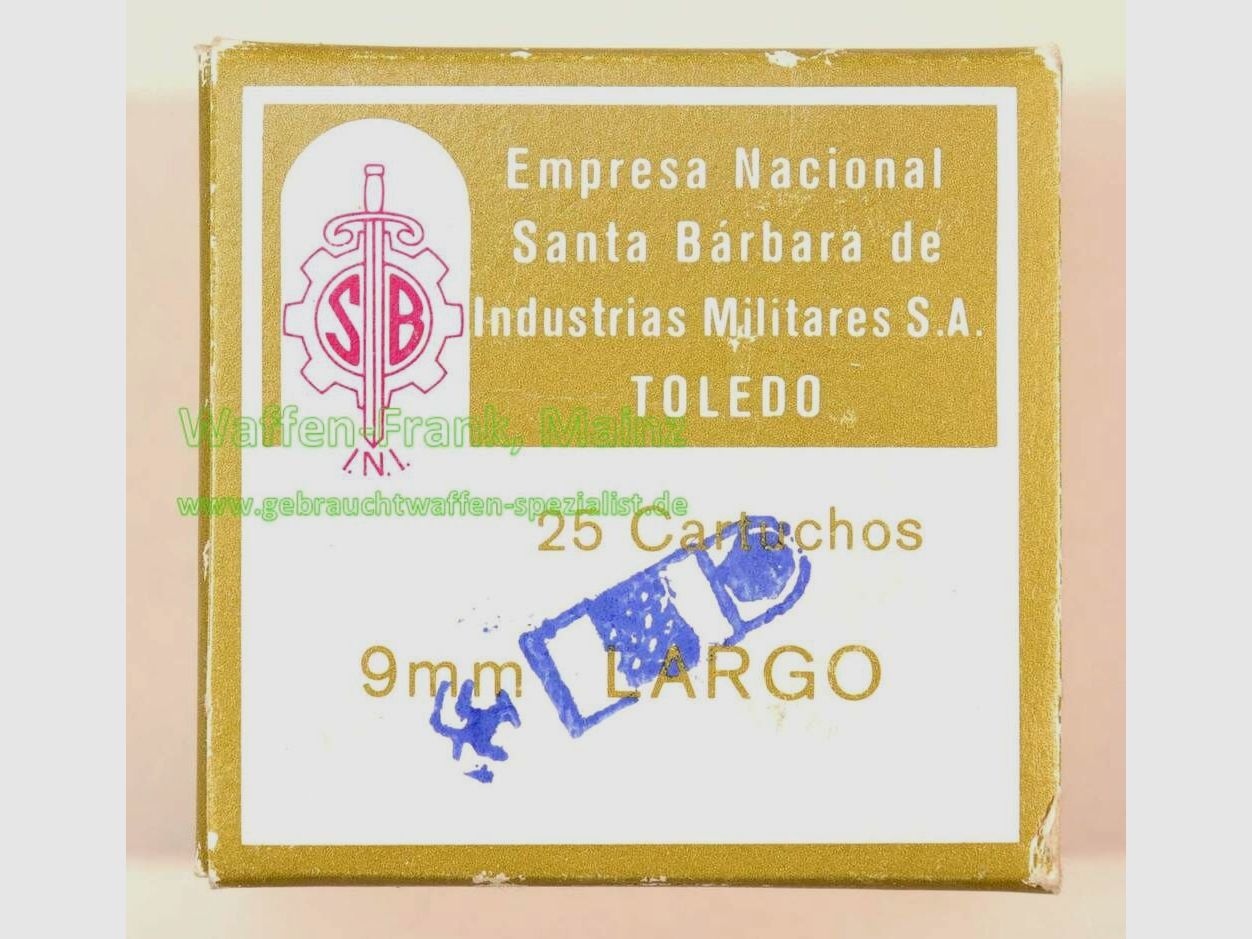 Empresa Nacional
Santa Bárbara de
Industrias Militares S.A.
TOLEDO
SB
I.N.I.
Waffen-Frank, Mainz
www.gebrauchtwaffen-spezialist.de
25 Cartuchos
9mm LARGO